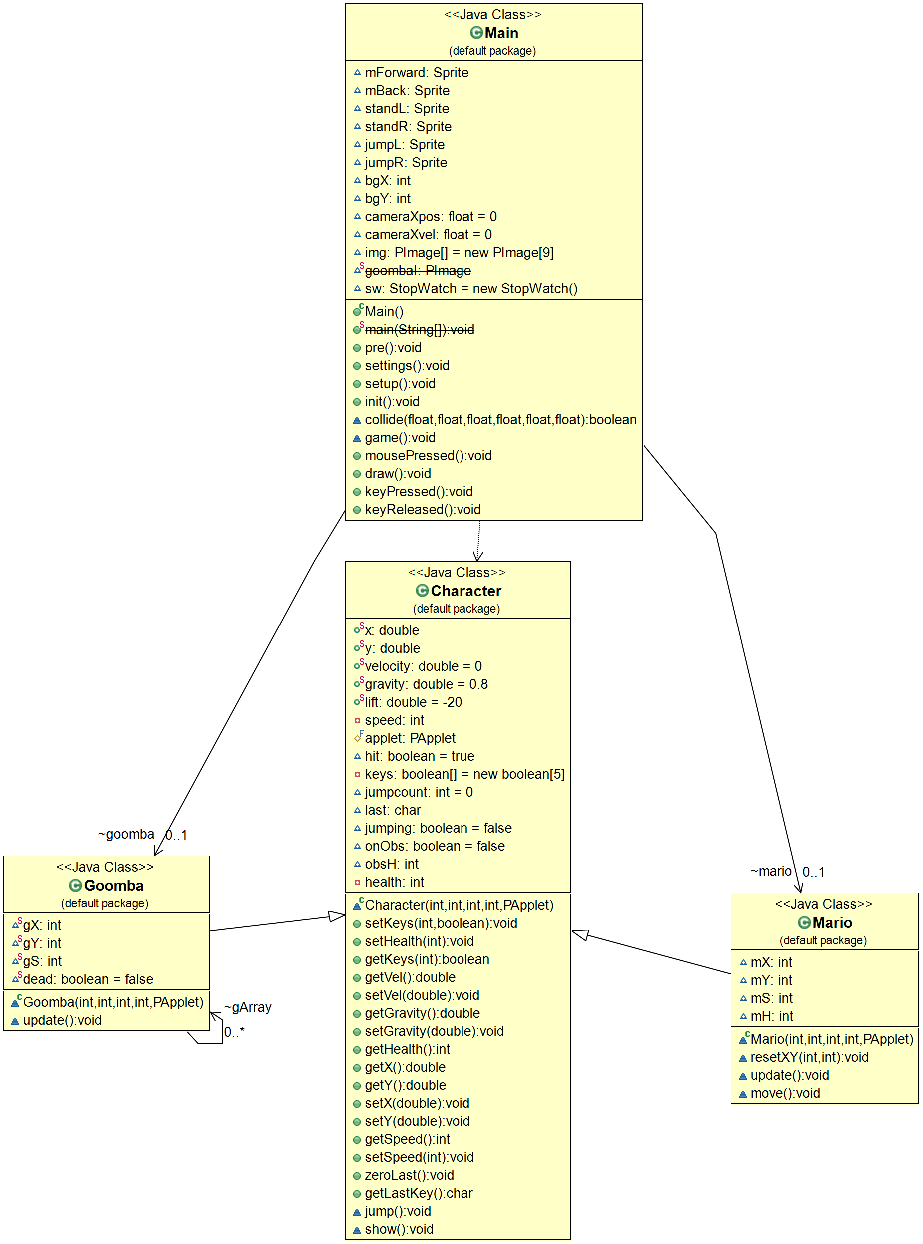 <<Java Class>>
Main
(default package)
mForward: Sprite
mBack: Sprite
standL: Sprite
standR: Sprite
jumpL: Sprite
jumpR: Sprite
bgX: int
bgY: int
cameraXpos: float = 0
cameraXvel: float = 0
img: PImage[] = new PImage[9]
goombaI: PImage
sw: StopWatch = new StopWatch()
Main()
main(String[]):void
pre():void
settings():void
setup():void
init():void
collide(float,float,float,float,float,float):boolean
game():void
mousePressed():void
draw():void
keyPressed():void
keyReleased():void
~goomba 0..1
~mario 0..1
<<Java Class>>
Character
(default package)
x: double
y: double
velocity: double = 0
gravity: double = 0.8
lift: double = -20
speed: int
applet: PApplet
hit: boolean = true
keys: boolean[] = new boolean[5]
jumpcount: int = 0
last: char
jumping: boolean = false
onObs: boolean = false
obsH: int
health: int
Character(int,int,int,int,PApplet)
setKeys(int,boolean):void
setHealth(int):void
getKeys(int):boolean
getVel():double
setVel(double):void
getGravity():double
setGravity(double):void
getHealth():int
getX():double
getY():double
setX(double):void
setY(double):void
getSpeed():int
setSpeed(int):void
zeroLast():void
getLastKey():char
jump():void
show():void
<<Java Class>>
Goomba
(default package)
gX: int
gY: int
gS: int
dead: boolean = false
Goomba(int,int,int,int,PApplet)
update():void
~gArray
0..*
<<Java Class>>
Mario
(default package)
mX: int
mY: int
mS: int
mH: int
Mario(int,int,int,int,PApplet)
resetXY(int,int):void
update():void
move():void